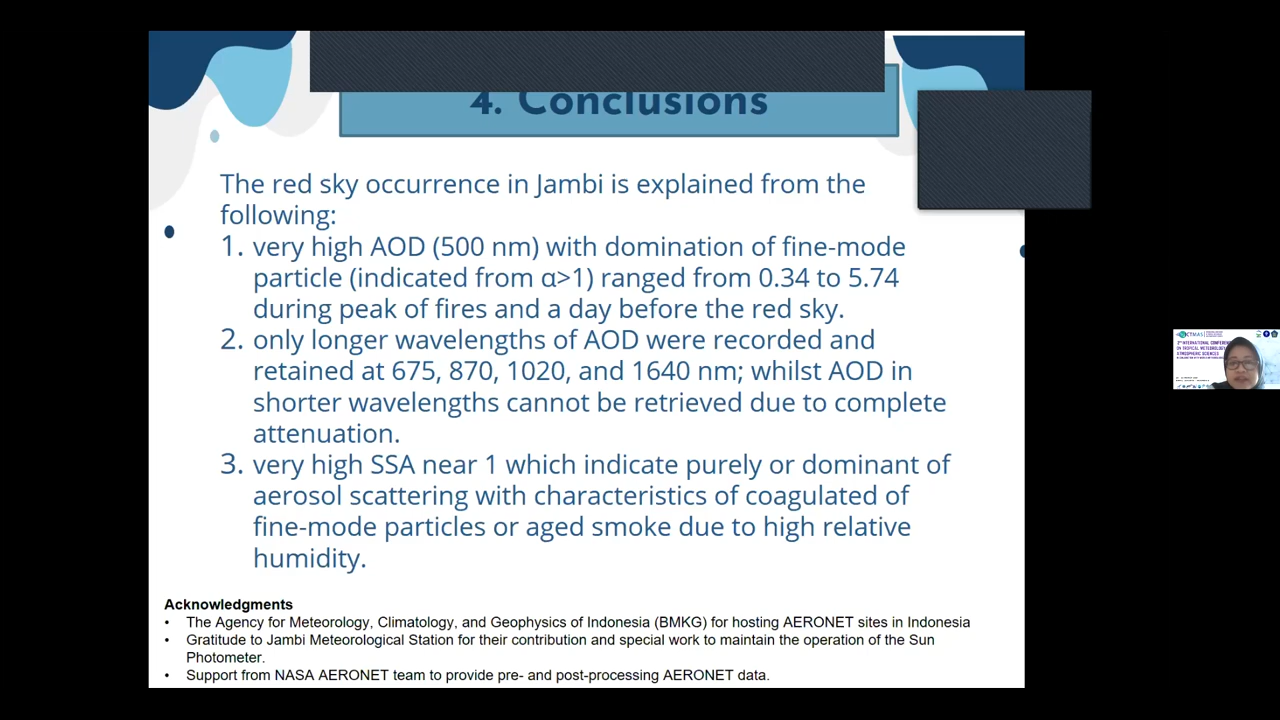 4. Conclusions
The red sky occurrence in Jambi is explained from the
following:
1. very high AOD (500 nm) with domination of fine-mode
particle (indicated from α>1) ranged from 0.34 to 5.74
during peak of fires and a day before the red sky.
2. only longer wavelengths of AOD were recorded and
retained at 675, 870, 1020, and 1640 nm; whilst AOD in
shorter wavelengths cannot be retrieved due to complete
attenuation.
3. very high SSA near 1 which indicate purely or dominant of
aerosol scattering with characteristics of coagulated of
fine-mode particles or aged smoke due to high relative
humidity.
Acknowledgments
• The Agency for Meteorology, Climatology, and Geophysics of Indonesia (BMKG) for hosting AERONET sites in Indonesia
• Gratitude to Jambi Meteorological Station for their contribution and special work to maintain the operation of the Sun
Photometer.
• Support from NASA AERONET team to provide pre- and post-processing AERONET data.